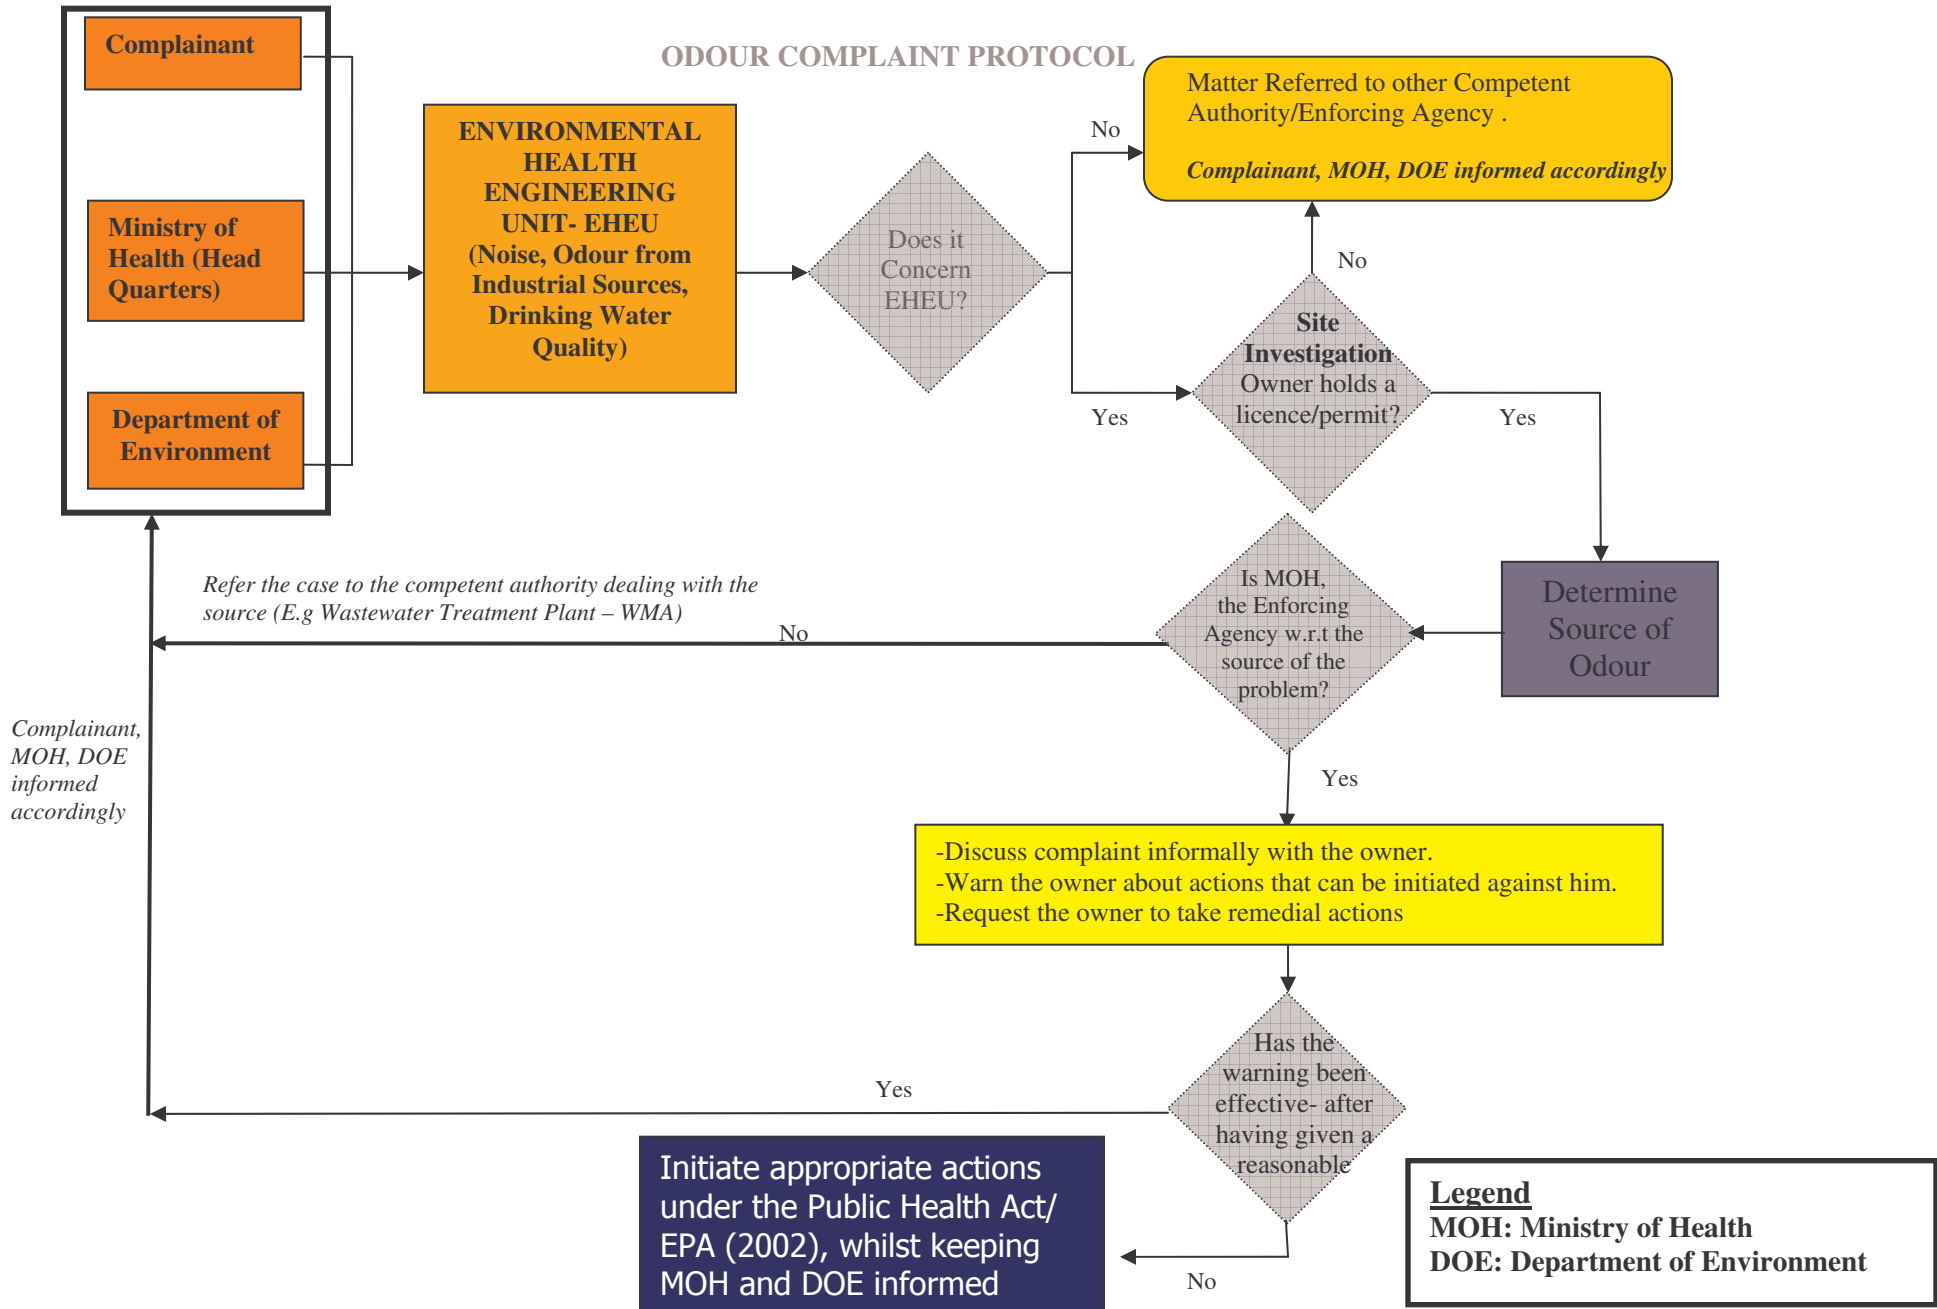 ODOUR COMPLAINT PROTOCOL
Complainant
Ministry of
Health (Head
Quarters)
Department of
Environment
ENVIRONMENTAL
HEALTH
ENGINEERING
UNIT- EHEU
(Noise, Odour from
Industrial Sources,
Drinking Water
Quality)
Does it
Concern
EHEU?
No
Yes
Matter Referred to other Competent
Authority/Enforcing Agency .
Complainant, MOH, DOE informed accordingly
No
Site
Investigation
Owner holds a
licence/permit?
Yes
Determine
Source of
Odour
Is MOH,
the Enforcing
Agency w.r.t the
source of the
problem?
No
Refer the case to the competent authority dealing with the
source (E.g Wastewater Treatment Plant – WMA)
Complainant,
MOH, DOE
informed
accordingly
Yes
-Discuss complaint informally with the owner.
-Warn the owner about actions that can be initiated against him.
-Request the owner to take remedial actions
Has the
warning been
effective- after
having given a
reasonable
Yes
No
Initiate appropriate actions
under the Public Health Act/
EPA (2002), whilst keeping
MOH and DOE informed
Legend
MOH: Ministry of Health
DOE: Department of Environment